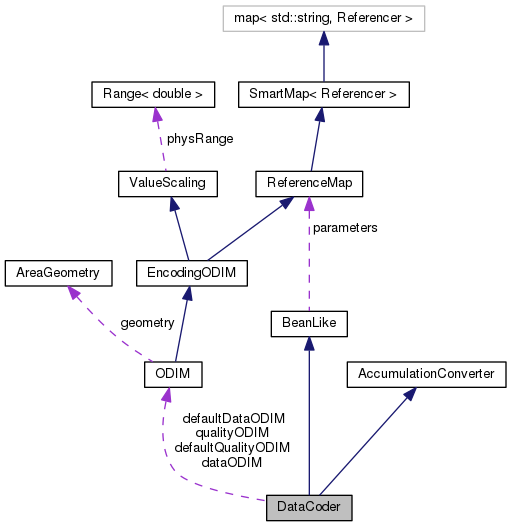 map< std::string, Referencer >
Range< double >
SmartMap< Referencer >
physRange
ValueScaling
ReferenceMap
parameters
AreaGeometry
EncodingODIM
geometry
BeanLike
ODIM
AccumulationConverter
defaultDataODIM
qualityODIM
defaultQualityODIM
dataODIM
DataCoder